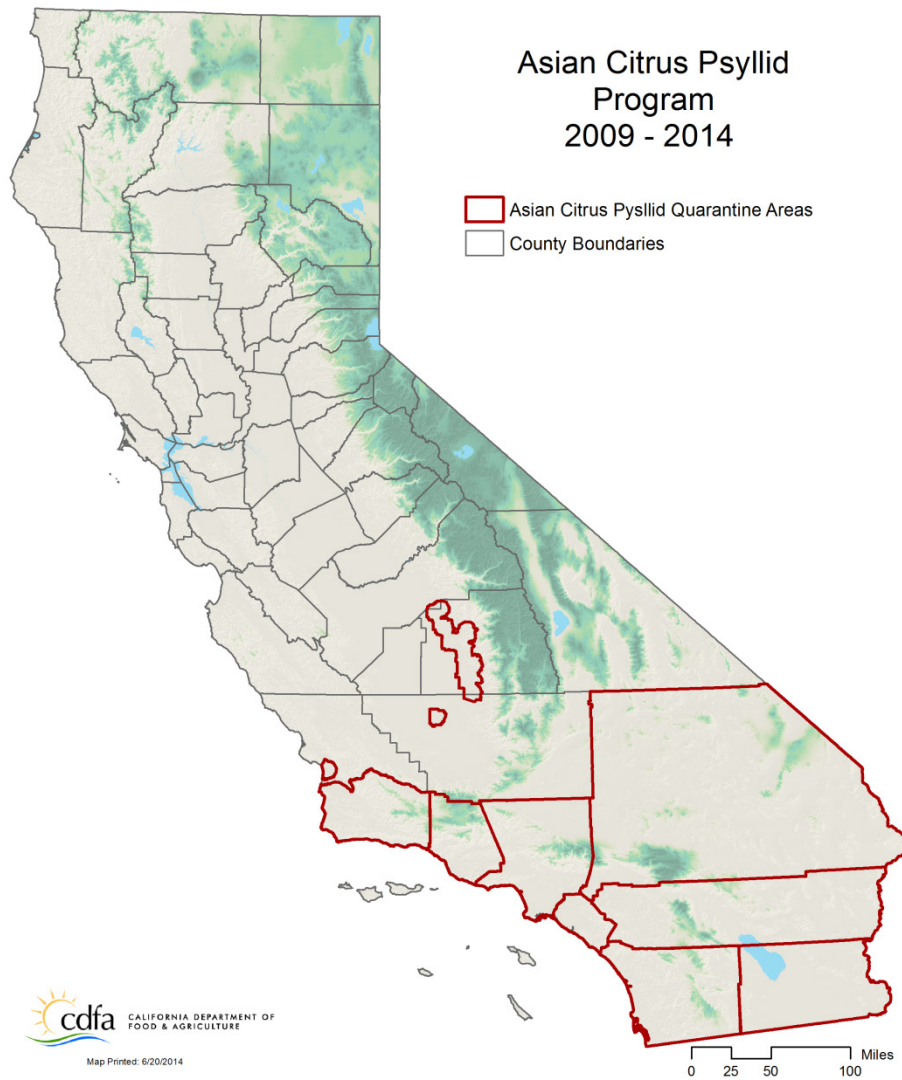 Asian Citrus Psyllid
Program
2009 - 2014
Asian Citrus Pysllid Quarantine Areas
County Boundaries
cdfa
CALIFORNIA DEPARTMENT OF
FOOD & AGRICULTURE
Map Printed: 6/20/2014
Miles
0 25 50 100